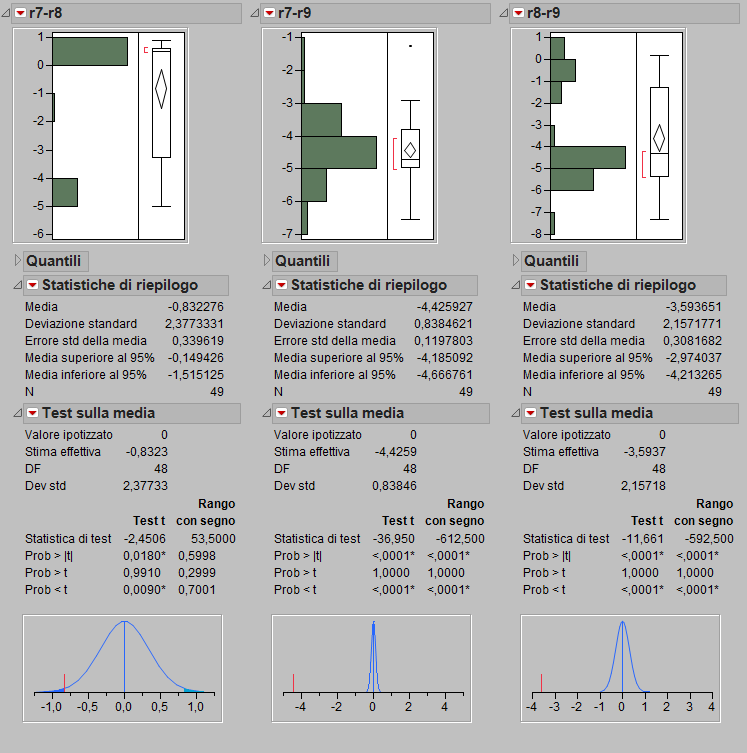 r7-r8
1
0
-1
-2
-3
-4
-5
-6
Quantili
Statistiche di riepilogo
Media -0,832276
Deviazione standard 2,3773331
Errore std della media 0,339619
Media superiore al 95% -0,149426
Media inferiore al 95% -1,515125
N 49
Test sulla media
Valore ipotizzato 0
Stima effettiva -0,8323
DF 48
Dev std 2,37733
Rango
Test t con segno
Statistica di test -2,4506 53,5000
Prob > |t| 0,0180* 0,5998
Prob > t 0,9910 0,2999
Prob < t 0,0090* 0,7001
-1,0 -0,5 0,0 0,5 1,0
r7-r9
-1
-2
-3
-4
-5
-6
-7
Quantili
Statistiche di riepilogo
Media -4,425927
Deviazione standard 0,8384621
Errore std della media 0,1197803
Media superiore al 95% -4,185092
Media inferiore al 95% -4,666761
N 49
Test sulla media
Valore ipotizzato 0
Stima effettiva -4,4259
DF 48
Dev std 0,83846
Rango
Test t con segno
Statistica di test -36,950 -612,500
Prob > |t| <,0001* <,0001*
Prob > t 1,0000 1,0000
Prob < t <,0001* <,0001*
-4 -2 0 2 4
r8-r9
1
0
-1
-2
-3
-4
-5
-6
-7
-8
Quantili
Statistiche di riepilogo
Media -3,593651
Deviazione standard 2,1571771
Errore std della media 0,3081682
Media superiore al 95% -2,974037
Media inferiore al 95% -4,213265
N 49
Test sulla media
Valore ipotizzato 0
Stima effettiva -3,5937
DF 48
Dev std 2,15718
Rango
Test t con segno
Statistica di test -11,661 -592,500
Prob > |t| <,0001* <,0001*
Prob > t 1,0000 1,0000
Prob < t <,0001* <,0001*
-4 -3 -2 -1 0 1 2 3 4